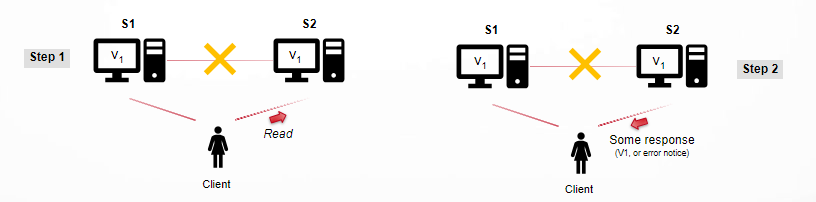 S1
S2
Step 1
V1
V1
Read
Client
S1
S2
V1
V1
Step 2
Some response
(V1, or error notice)
Client